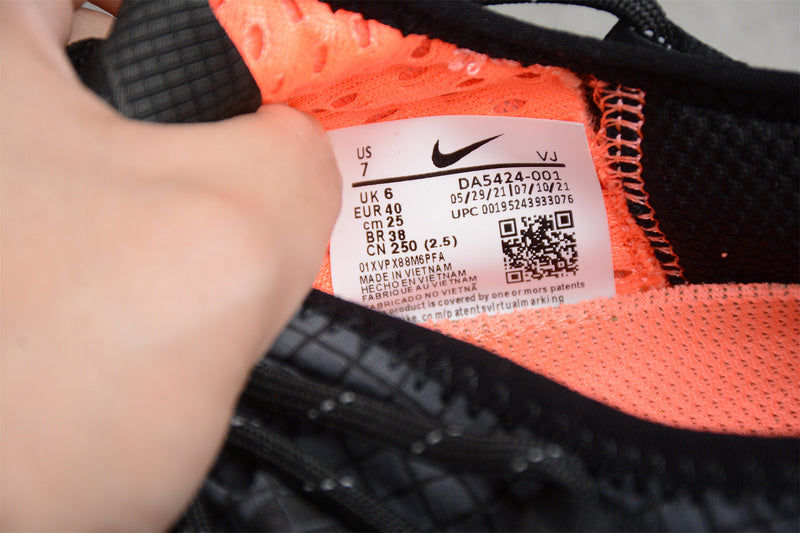 US
7
VJ
UK 6
EUR 40
cm 25
BR 38
CN 250 (2.5)
DA5424-001
05/29/21|07/10/21
UPC 00195243933076
01XVPX88M6PFA
MADE IN VIETNAM
HECHO EN VIETNAM
FABRIQUE AU VIETNAM
FABRICADO NO VIETNÃ
product is covered by one or more patents
.cn/m/patentsvirtualmarking